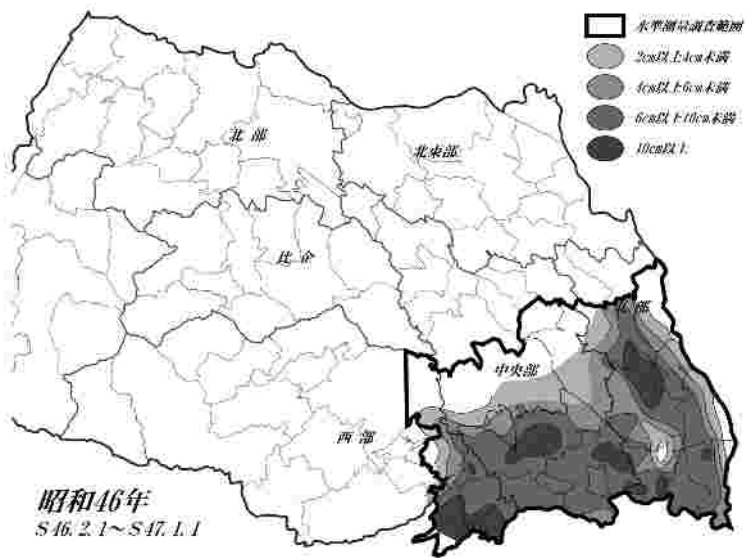 水準測量調査範囲
2cm以上4cm未満
4cm以上6cm未満
6cm以上10cm未満
10cm以上
北部
北東部
比企
中央部
西部
昭和46年
S46.2.1～S47.1.1